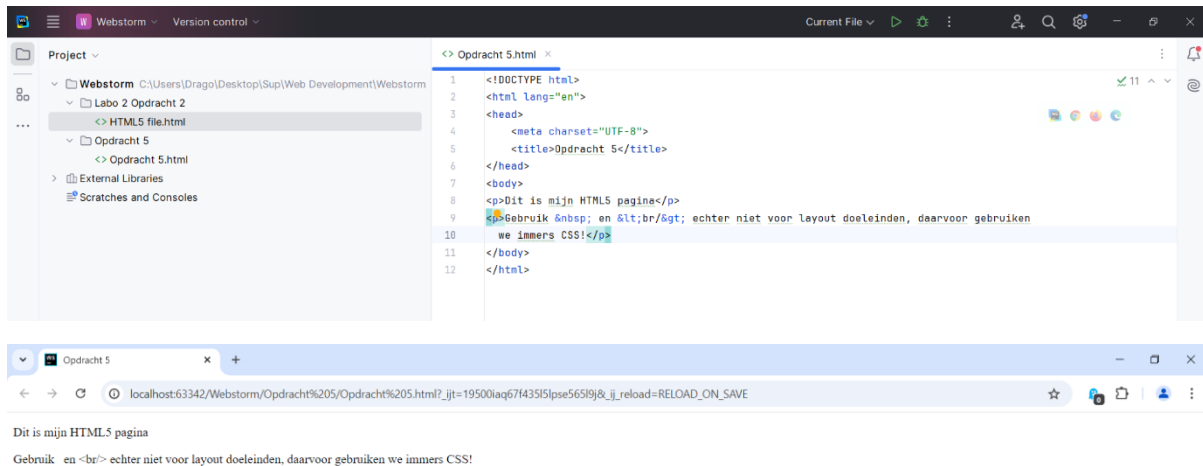 Webstorm Version control Current File
Project
Opdracht 5.html
Webstorm C:\Users\Drago\Desktop\Sup\Web Development\Webstorm
Labo 2 Opdracht 2
<> HTML5 file.html
Opdracht 5
<> Opdracht 5.html
External Libraries
Scratches and Consoles
11
1 <!DOCTYPE html>
2 <html lang="en">
3 <head>
4 <meta charset="UTF-8">
5 <title>Opdracht 5</title>
6 </head>
7 <body>
8 <p>Dit is mijn HTML5 pagina</p>
9 <p>Gebruik &nbsp; en &lt;br/&gt; echter niet voor layout doeleinden, daarvoor gebruiken
10 we immers CSS!</p>
11 </body>
12 </html>
Opdracht 5
localhost:63342/Webstorm/Opdracht%205/Opdracht%205.html?_ijt=19500iaq67f435l5lpse565l9j&_ij_reload=RELOAD_ON_SAVE
Dit is mijn HTML5 pagina
Gebruik   en <br/> echter niet voor layout doeleinden, daarvoor gebruiken we immers CSS!